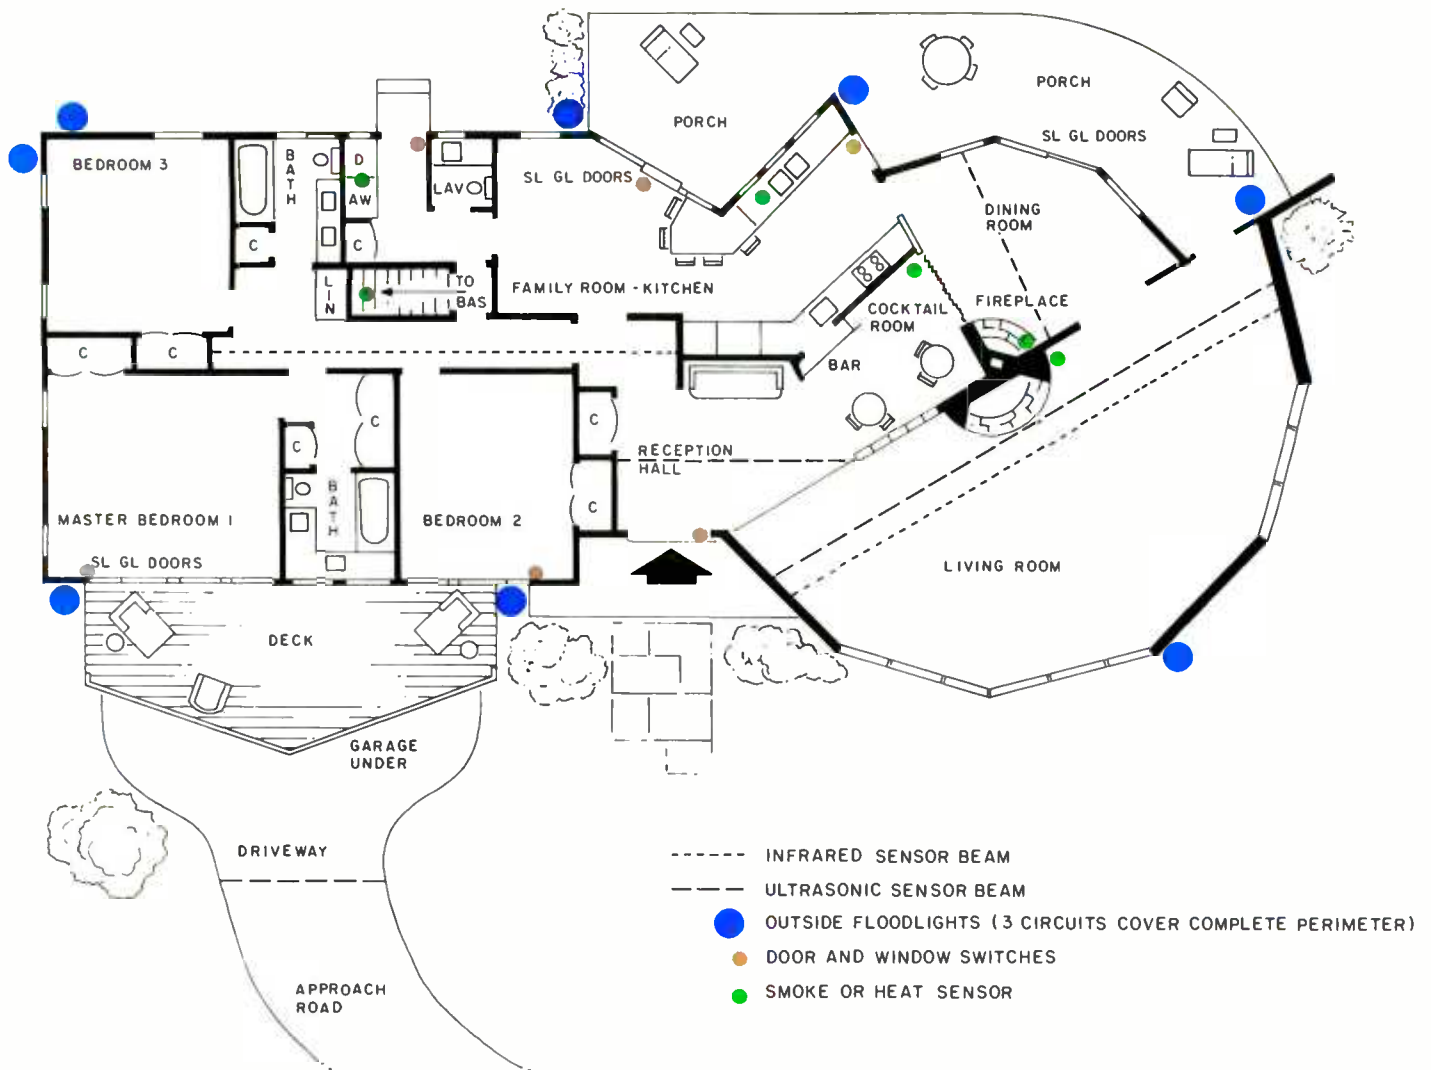 PORCH
PORCH
SL GL DOORS
BEDROOM 3
BATH
D
AW
LAV
SL GL DOORS
C
C
DINING
ROOM
LIN
TO
BAS
FAMILY ROOM - KITCHEN
COCKTAIL
ROOM
FIREPLACE
C
C
BAR
C
C
C
RECEPTION
HALL
BATH
C
MASTER BEDROOM 1
BEDROOM 2
SL GL DOORS
LIVING ROOM
DECK
GARAGE
UNDER
DRIVEWAY
APPROACH
ROAD
INFRARED SENSOR BEAM
ULTRASONIC SENSOR BEAM
OUTSIDE FLOODLIGHTS (3 CIRCUITS COVER COMPLETE PERIMETER)
DOOR AND WINDOW SWITCHES
SMOKE OR HEAT SENSOR